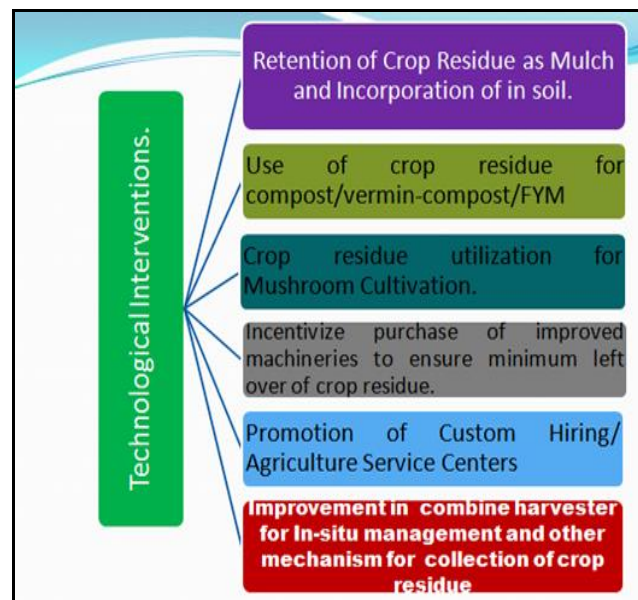 Technological Interventions.
Retention of Crop Residue as Mulch
and Incorporation of in soil.
Use of crop residue for
compost/vermin-compost/FYM
Crop residue utilization for
Mushroom Cultivation.
Incentivize purchase of improved
machineries to ensure minimum left
over of crop residue.
Promotion of Custom Hiring/
Agriculture Service Centers
Improvement in combine harvester
for In-situ management and other
mechanism for collection of crop
residue